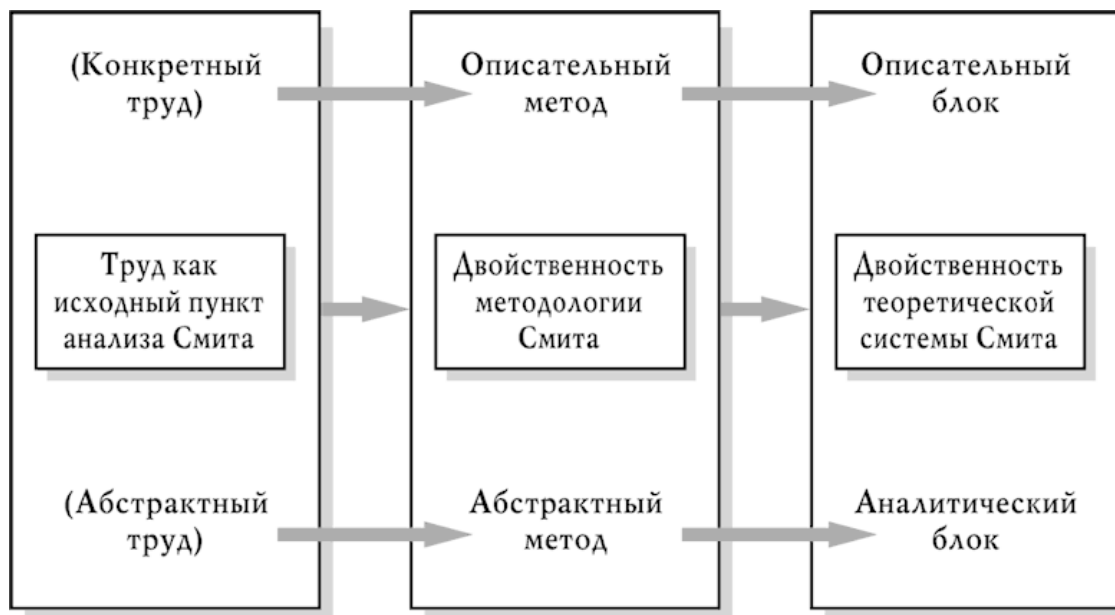 (Конкретный
труд)
Труд как
исходный пункт
анализа Смита
(Абстрактный
труд)
Описательный
метод
Двойственность
методологии
Смита
Абстрактный
метод
Описательный
блок
Двойственность
теоретической
системы Смита
Аналитический
блок